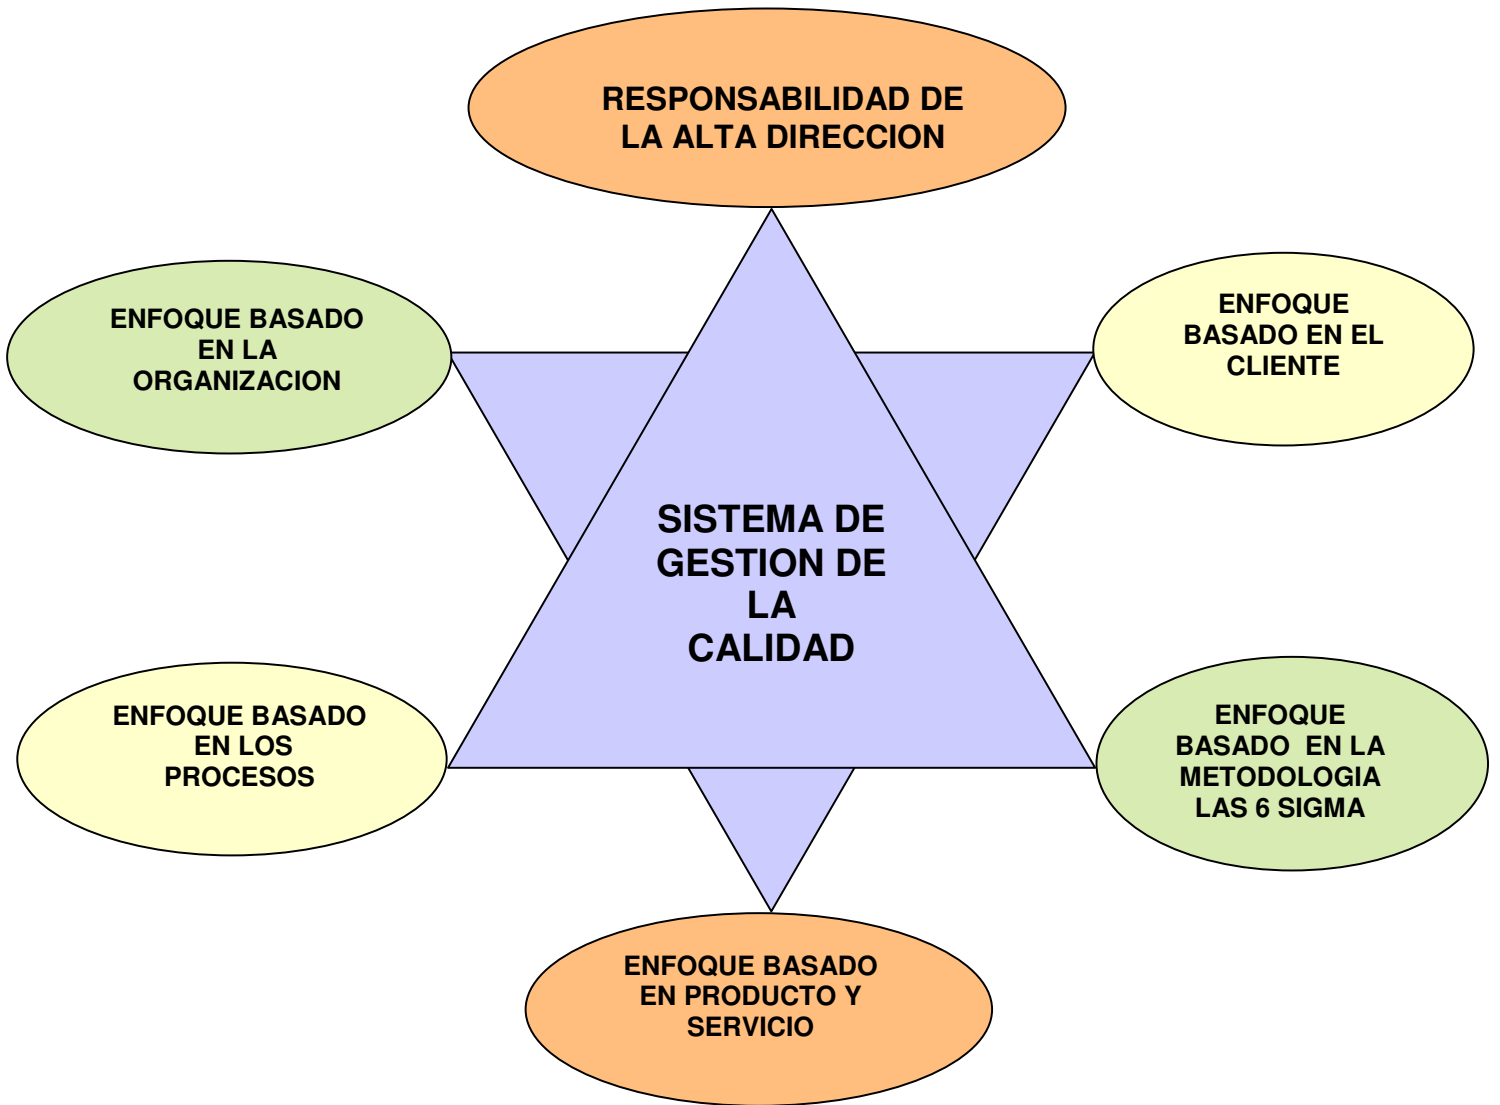 RESPONSABILIDAD DE
LA ALTA DIRECCION
ENFOQUE BASADO
EN LA
ORGANIZACION
ENFOQUE
BASADO EN EL
CLIENTE
SISTEMA DE
GESTION DE
LA
CALIDAD
ENFOQUE BASADO
EN LOS
PROCESOS
ENFOQUE
BASADO EN LA
METODOLOGIA
LAS 6 SIGMA
ENFOQUE BASADO
EN PRODUCTO Y
SERVICIO